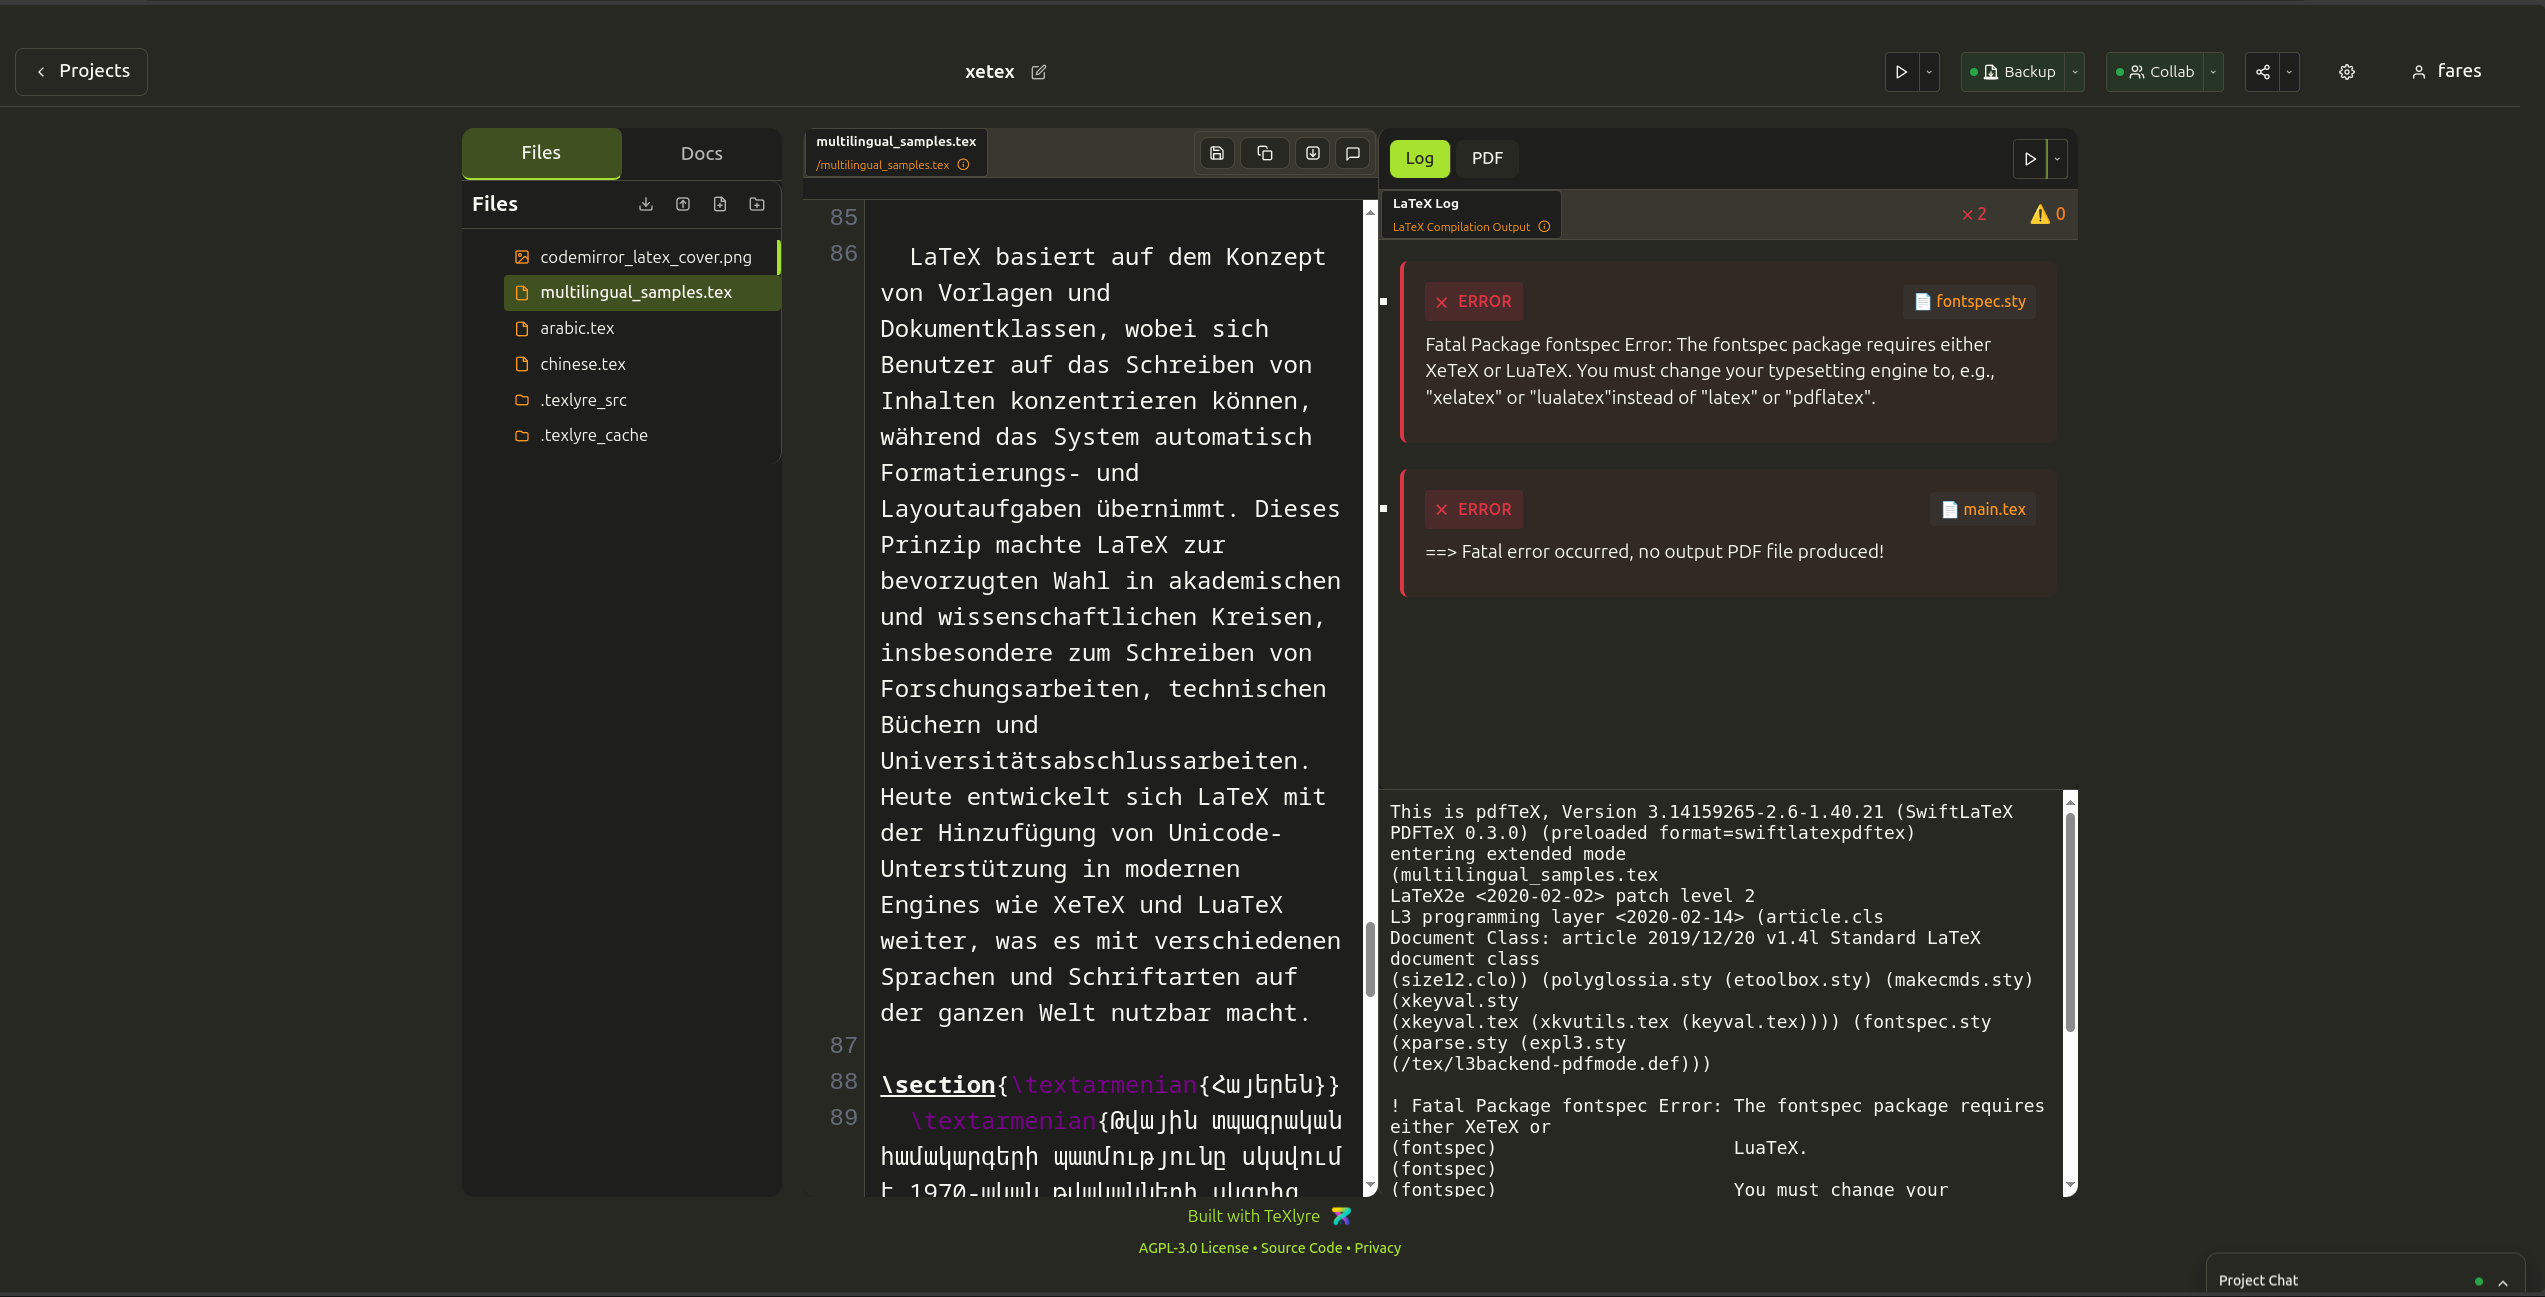 Projects
xetex
Backup
Collab
fares
Files
Docs
Files
codemirror_latex_cover.png
multilingual_samples.tex
arabic.tex
chinese.tex
.texlyre_src
.texlyre_cache
multilingual_samples.tex
/multilingual_samples.tex
85
86
LaTeX basiert auf dem Konzept
von Vorlagen und
Dokumentklassen, wobei sich
Benutzer auf das Schreiben von
Inhalten konzentrieren können,
während das System automatisch
Formatierungs- und
Layoutaufgaben übernimmt. Dieses
Prinzip machte LaTeX zur
bevorzugten Wahl in akademischen
und wissenschaftlichen Kreisen,
insbesondere zum Schreiben von
Forschungsarbeiten, technischen
Büchern und
Universitätsabschlussarbeiten.
Heute entwickelt sich LaTeX mit
der Hinzufügung von Unicode-
Unterstützung in modernen
Engines wie XeTeX und LuaTeX
weiter, was es mit verschiedenen
Sprachen und Schriftarten auf
der ganzen Welt nutzbar macht.
87
88 \section{\textarmenian{Հայերեն}}
89 \textarmenian{Թվային տպագրական
համակարգերի պատմությունը սկսվում
է 1970-ական թվականների սկզբից
Log
PDF
LaTeX Log
LaTeX Compilation Output
2
0
ERROR
fontspec.sty
Fatal Package fontspec Error: The fontspec package requires either
XeTeX or LuaTeX. You must change your typesetting engine to, e.g.,
"xelatex" or "lualatex"instead of "latex" or "pdflatex".
ERROR
main.tex
==> Fatal error occurred, no output PDF file produced!
This is pdfTeX, Version 3.14159265-2.6-1.40.21 (SwiftLaTeX
PDFTeX 0.3.0) (preloaded format=swiftlatexpdftex)
entering extended mode
(multilingual_samples.tex
LaTeX2e <2020-02-02> patch level 2
L3 programming layer <2020-02-14> (article.cls
Document Class: article 2019/12/20 v1.4l Standard LaTeX
document class
(size12.clo)) (polyglossia.sty (etoolbox.sty) (makecmds.sty)
(xkeyval.sty
(xkeyval.tex (xkvutils.tex (keyval.tex)))) (fontspec.sty
(xparse.sty (expl3.sty
(/tex/l3backend-pdfmode.def)))
! Fatal Package fontspec Error: The fontspec package requires
either XeTeX or
(fontspec) LuaTeX.
(fontspec)
(fontspec) You must change your
Built with TeXlyre
AGPL-3.0 License • Source Code • Privacy
Project Chat